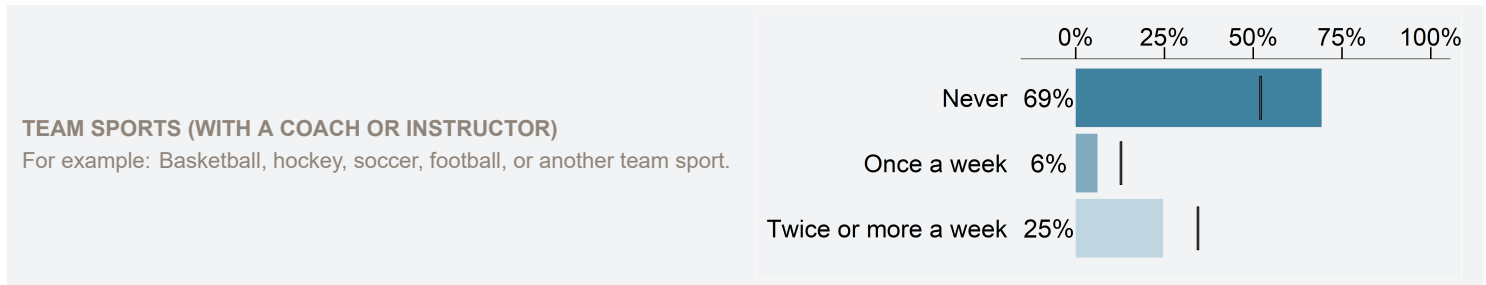 TEAM SPORTS (WITH A COACH OR INSTRUCTOR)
For example: Basketball, hockey, soccer, football, or another team sport.
0% 25% 50% 75% 100%
Never 69%
Once a week 6%
Twice or more a week 25%